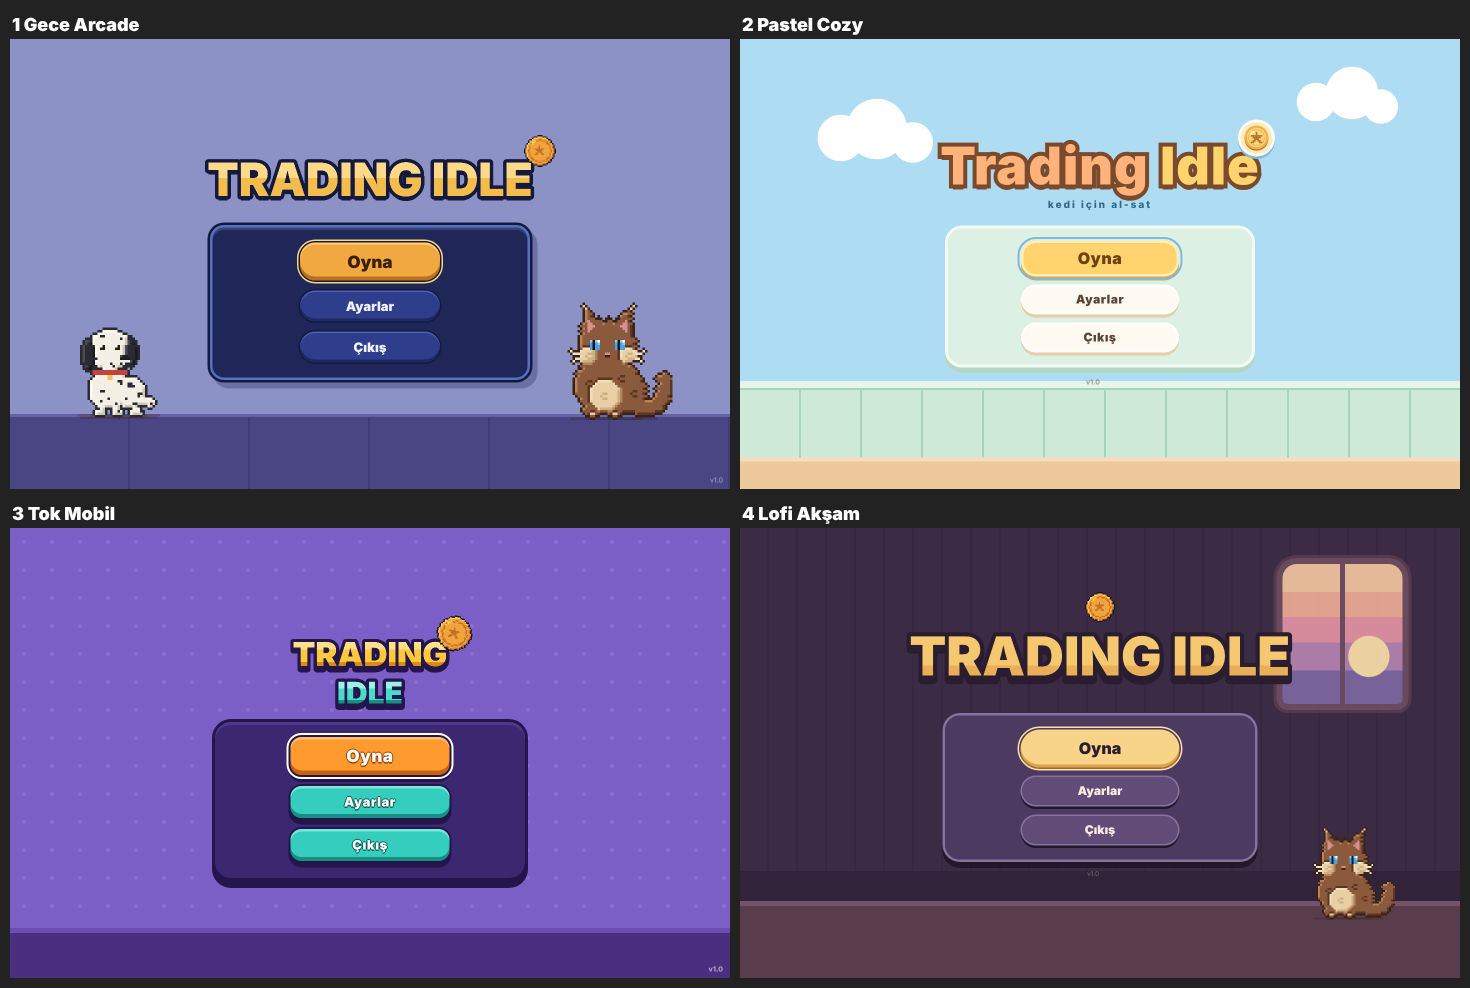 1 Gece Arcade
TRADING IDLE
Oyna
Ayarlar
Çıkış
v1.0
2 Pastel Cozy
Trading Idle
kedi için al-sat
Oyna
Ayarlar
Çıkış
v1.0
3 Tok Mobil
TRADING
IDLE
Oyna
Ayarlar
Çıkış
v1.0
4 Lofi Akşam
TRADING IDLE
Oyna
Ayarlar
Çıkış
v1.0